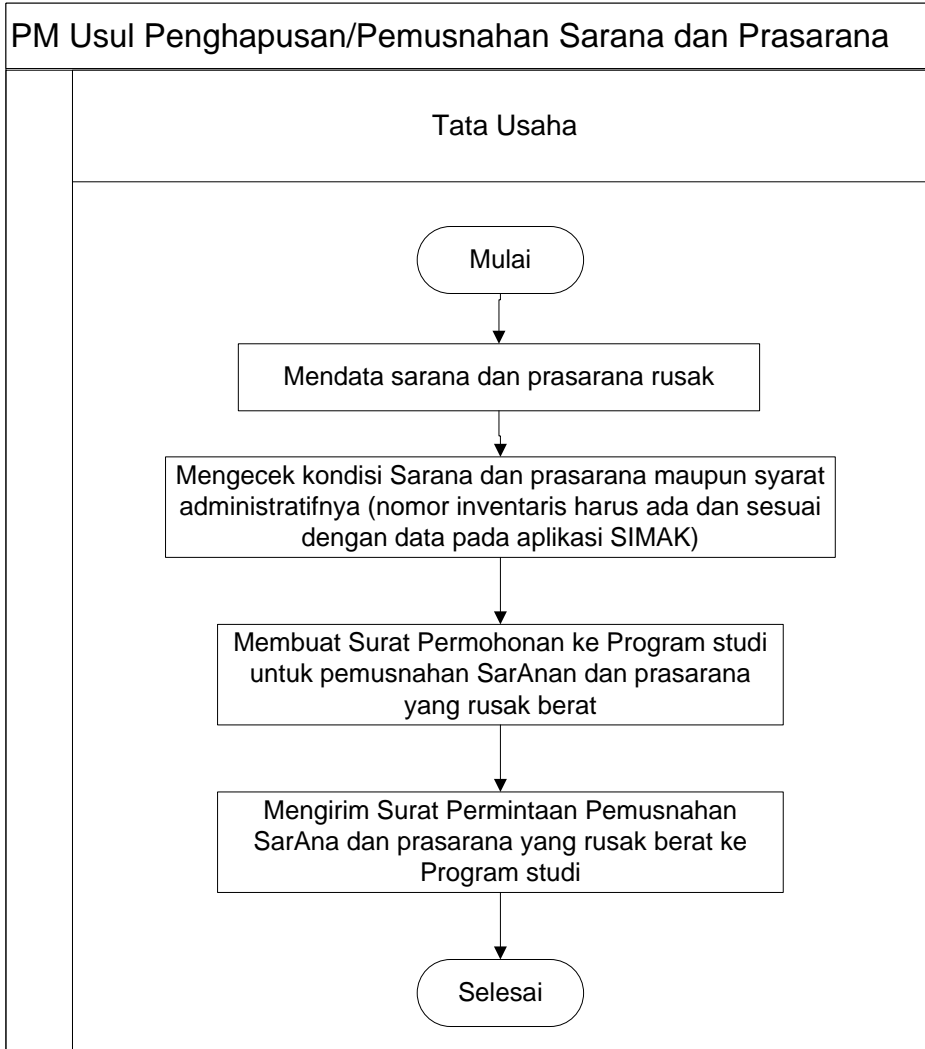 PM Usul Penghapusan/Pemusnahan Sarana dan Prasarana
Tata Usaha
Mulai
Mendata sarana dan prasarana rusak
Mengecek kondisi Sarana dan prasarana maupun syarat
administratifnya (nomor inventaris harus ada dan sesuai
dengan data pada aplikasi SIMAK)
Membuat Surat Permohonan ke Program studi
untuk pemusnahan SarAnan dan prasarana
yang rusak berat
Mengirim Surat Permintaan Pemusnahan
SarAna dan prasarana yang rusak berat ke
Program studi
Selesai